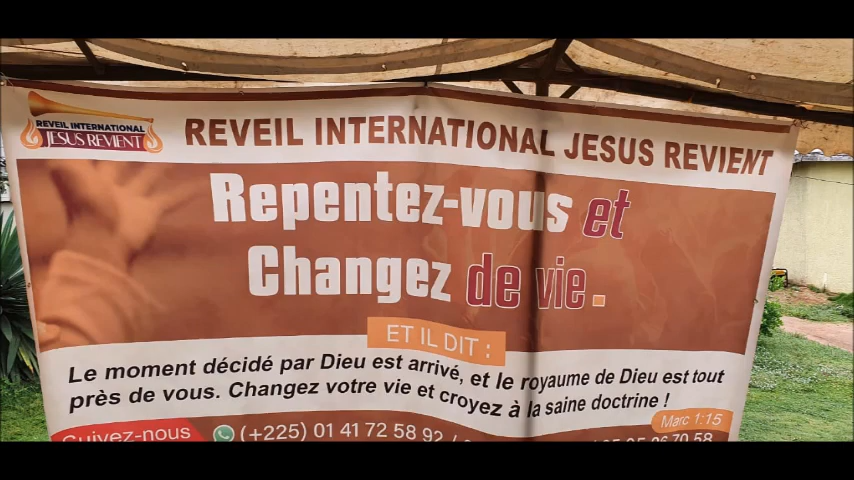 REVEIL INTERNATIONAL
JESUS REVIENT
REVEIL INTERNATIONAL JESUS REVIENT
Repentez-vous et
Changez de vie.
ET IL DIT :
Le moment décidé par Dieu est arrivé, et le royaume de Dieu est tout
près de vous. Changez votre vie et croyez à la saine doctrine !
Marc 1:15
Suivez-nous (+225) 01 41 72 58 92 /